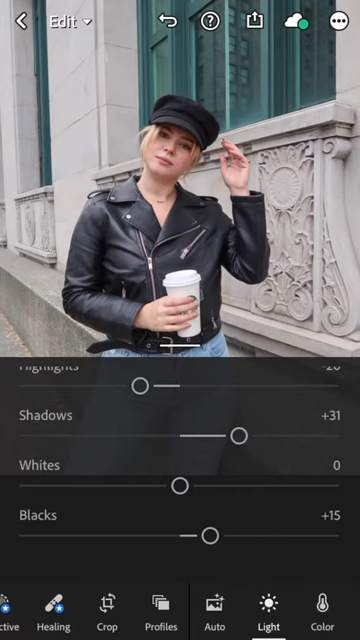 Edit
Highlights -20
Shadows +31
Whites 0
Blacks +15
ctive Healing Crop Profiles Auto Light Color